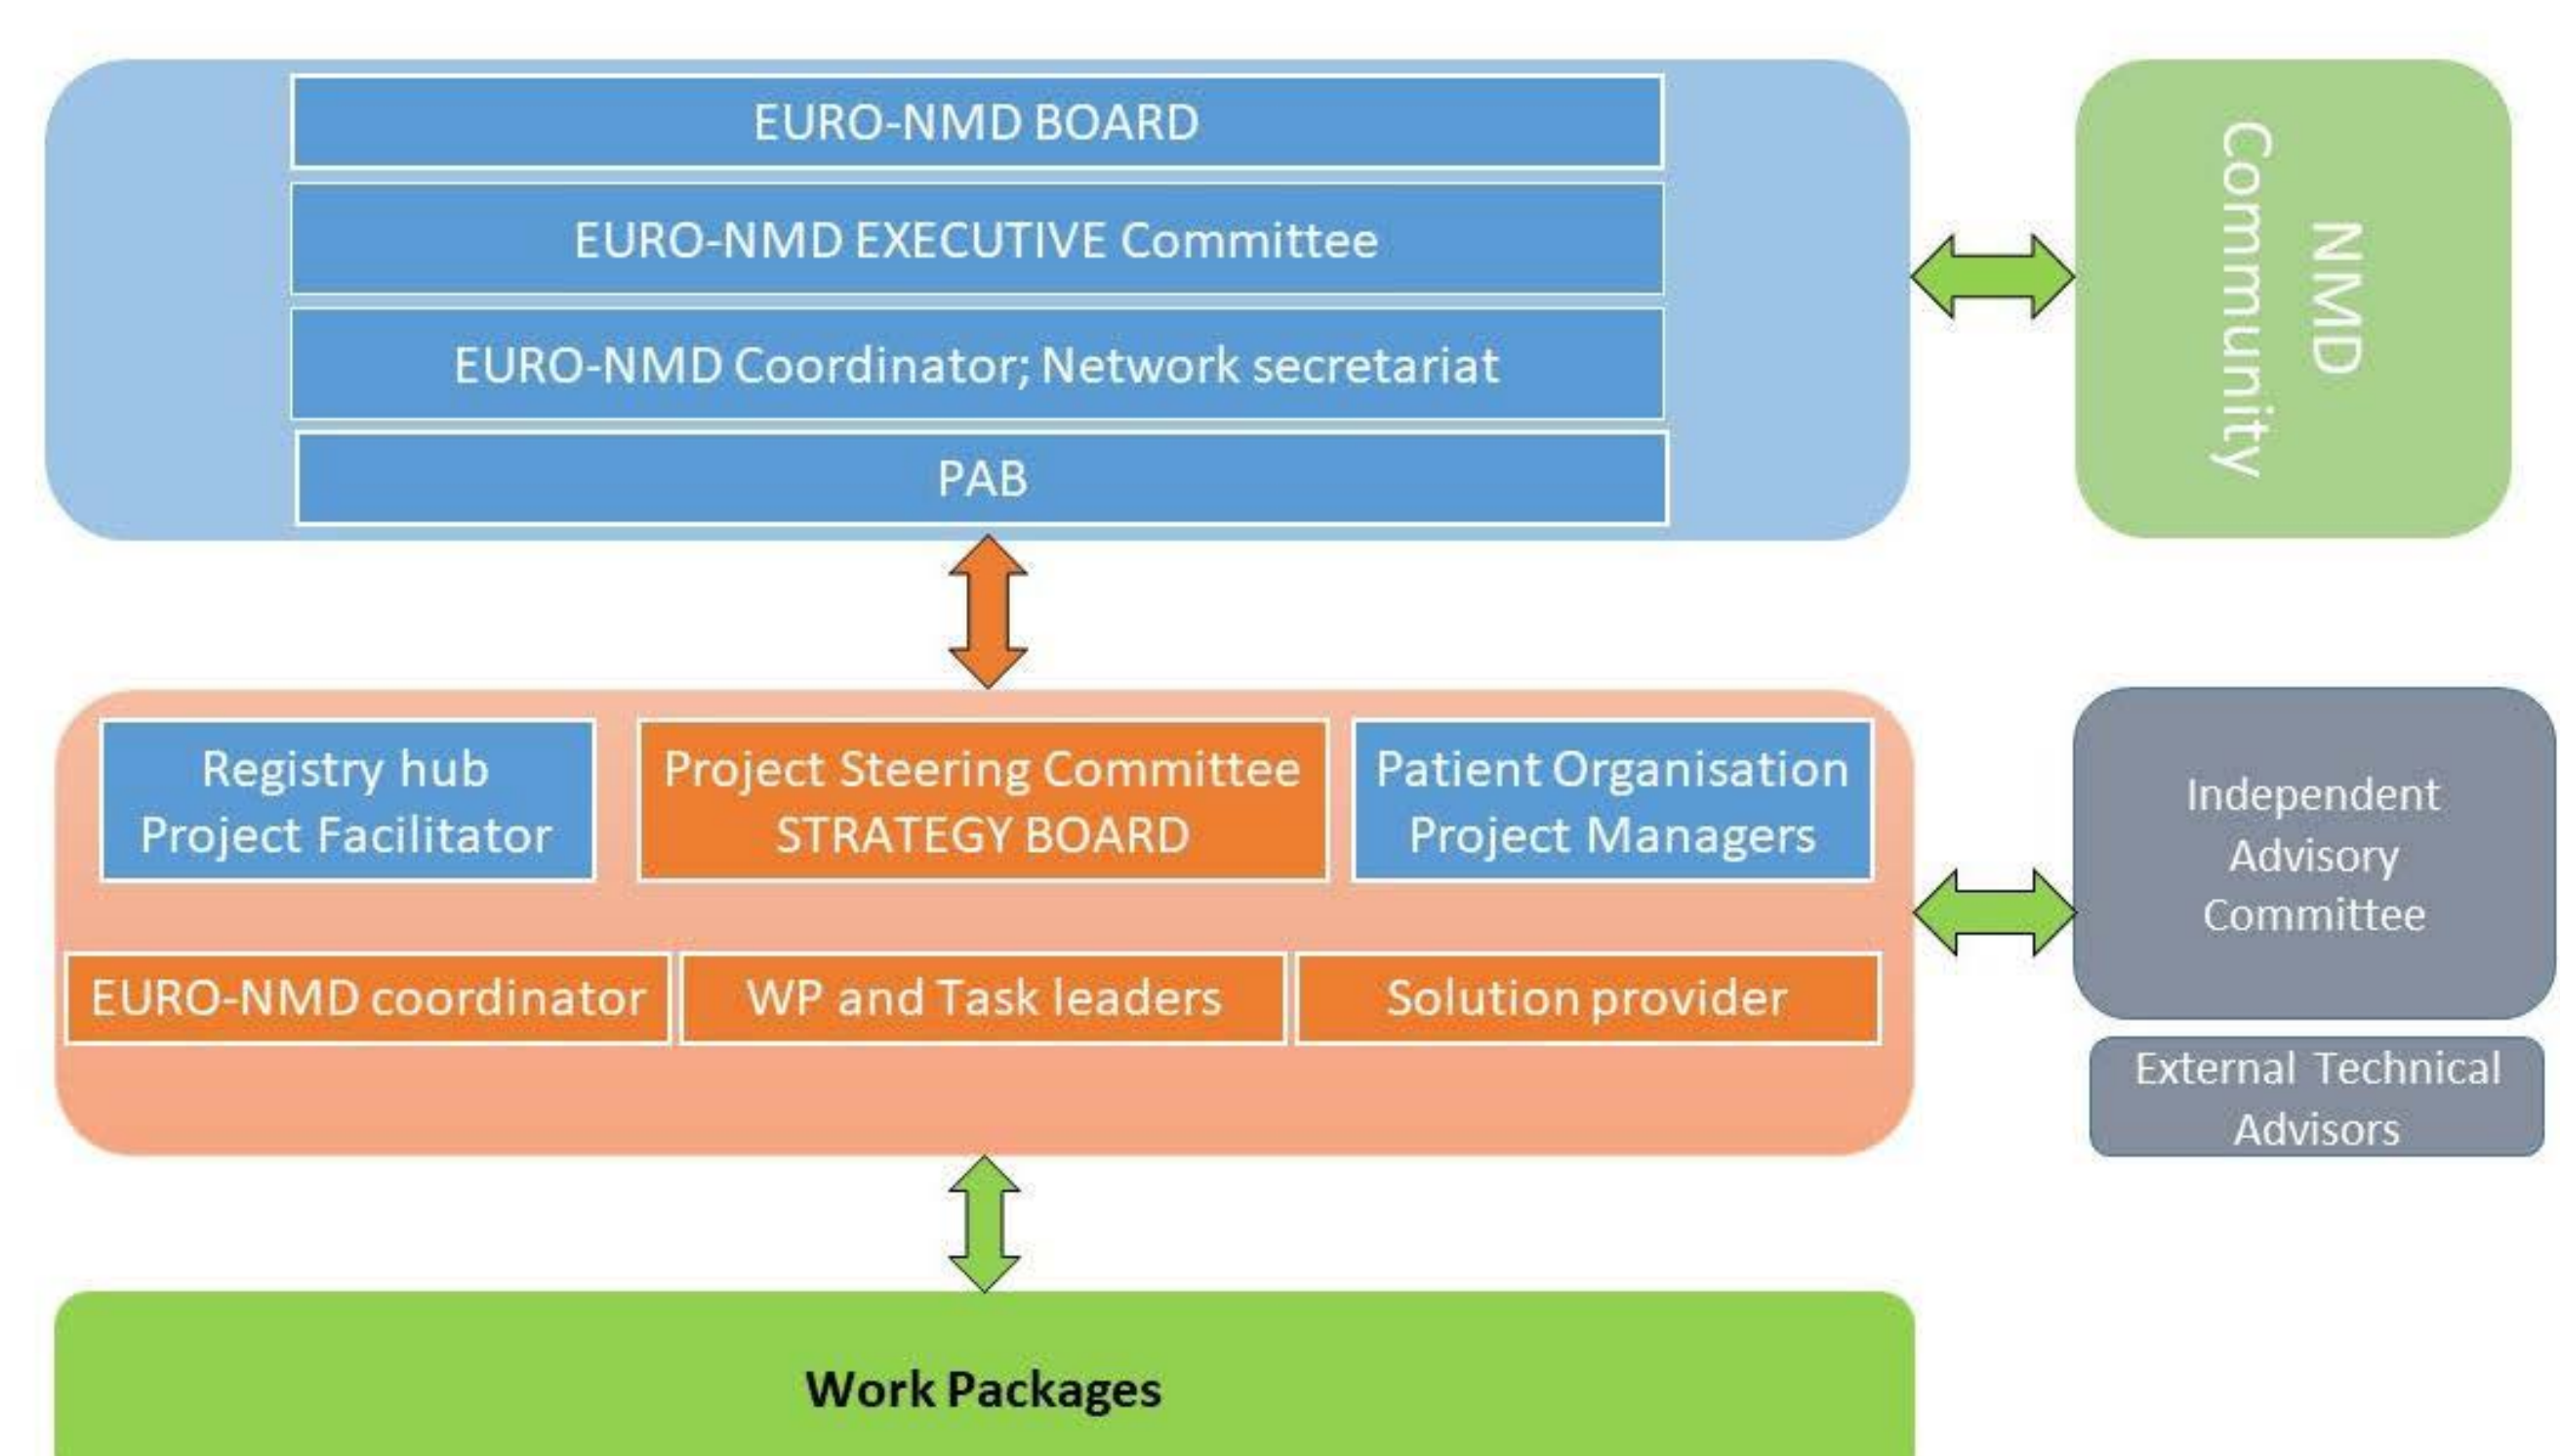 EURO-NMD BOARD
EURO-NMD EXECUTIVE Committee
EURO-NMD Coordinator; Network secretariat
PAB
NMD
Community
Registry hub
Project Facilitator
Project Steering Committee
STRATEGY BOARD
Patient Organisation
Project Managers
EURO-NMD coordinator
WP and Task leaders
Solution provider
Independent
Advisory
Committee
External Technical
Advisors
Work Packages